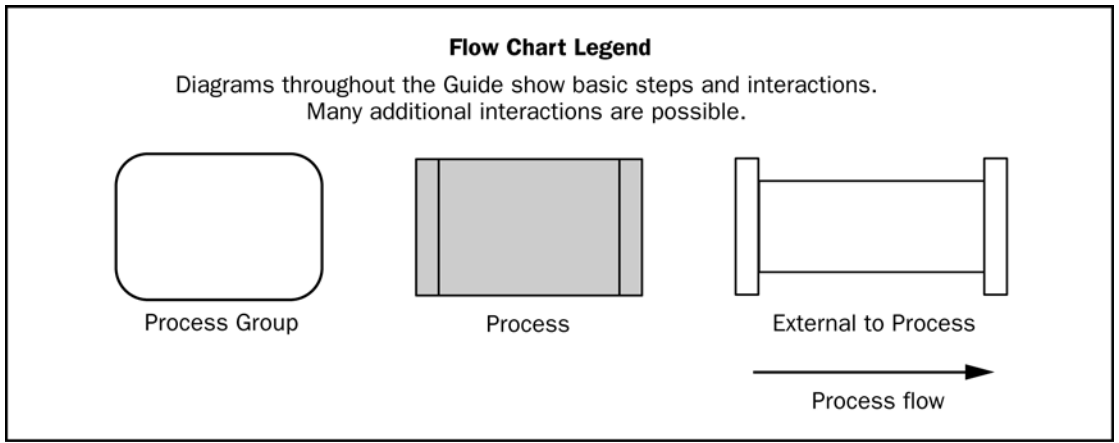 Flow Chart Legend
Diagrams throughout the Guide show basic steps and interactions.
Many additional interactions are possible.
Process Group
Process
External to Process
Process flow